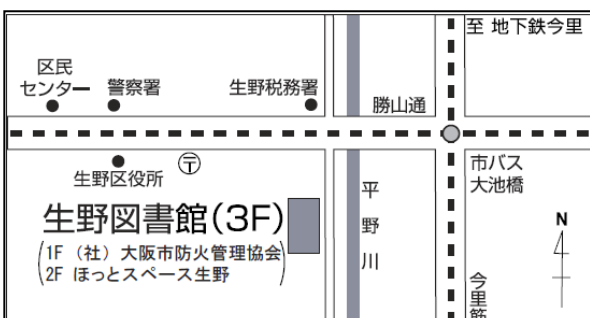 至 地下鉄今里
区民
センター
警察署
生野税務署
勝山通
生野区役所
〒
市バス
大池橋
平野川
生野図書館(3F)
(1F （社）大阪市防火管理協会
2F ほっとスペース生野)
N
今里筋